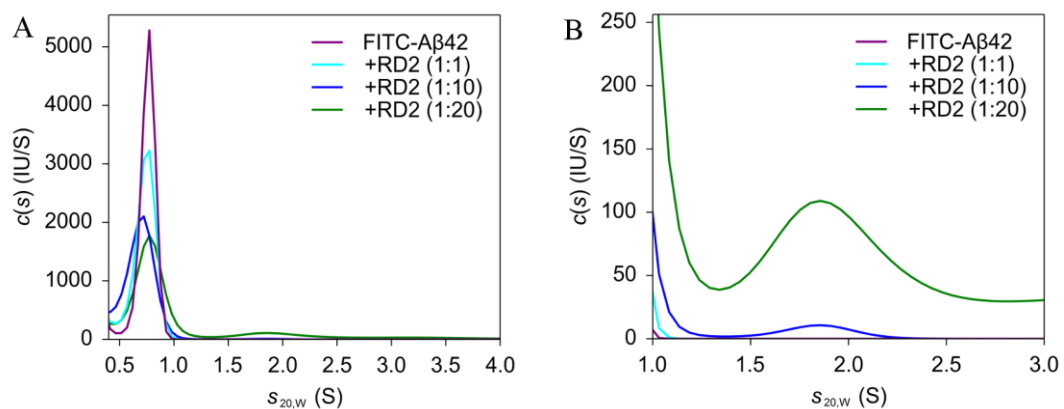 A
c(s) (IU/S)
5000
4000
3000
2000
1000
0
0.5 1.0 1.5 2.0 2.5 3.0 3.5 4.0
s20,W (S)
FITC-Aβ42
+RD2 (1:1)
+RD2 (1:10)
+RD2 (1:20)
B
c(s) (IU/S)
250
200
150
100
50
0
1.0 1.5 2.0 2.5 3.0
s20,W (S)
FITC-Aβ42
+RD2 (1:1)
+RD2 (1:10)
+RD2 (1:20)